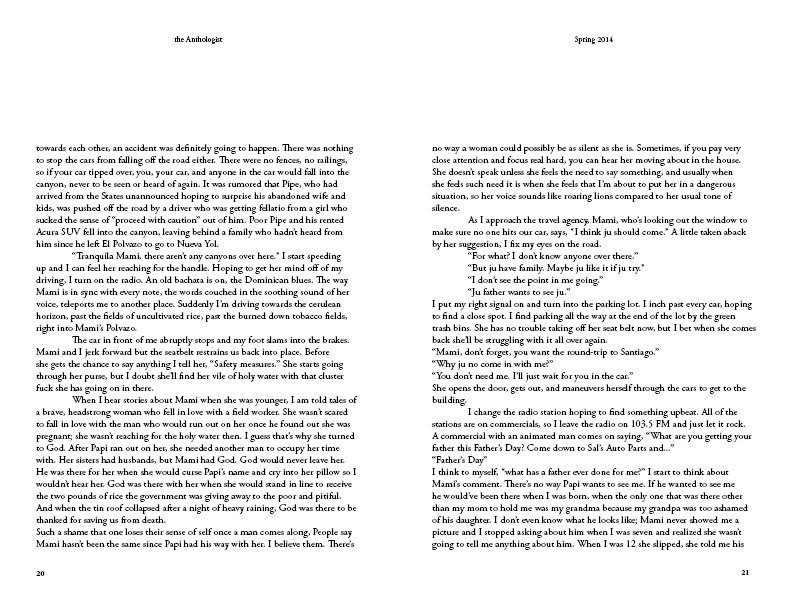 the Anthologist
towards each other, an accident was definitely going to happen. There was nothing
to stop the cars from falling off the road either. There were no fences, no railings,
so if your car tipped over, you, your car, and anyone in the car would fall into the
canyon, never to be seen or heard of again. It was rumored that Pipe, who had
arrived from the States unannounced hoping to surprise his abandoned wife and
kids, was pushed off the road by a driver who was getting fellatio from a girl who
sucked the sense of “proceed with caution” out of him. Poor Pipe and his rented
Acura SUV fell into the canyon, leaving behind a family who hadn’t heard from
him since he left El Polvazo to go to Nueva Yol.
“Tranquila Mami, there aren’t any canyons over here.” I start speeding
up and I can feel her reaching for the handle. Hoping to get her mind off of my
driving, I turn on the radio. An old bachata is on, the Dominican blues. The way
Mami is in sync with every note, the words couched in the soothing sound of her
voice, teleports me to another place. Suddenly I’m driving towards the cerulean
horizon, past the fields of uncultivated rice, past the burned down tobacco fields,
right into Mami’s Polvazo.
The car in front of me abruptly stops and my foot slams into the brakes.
Mami and I jerk forward but the seatbelt restrains us back into place. Before
she gets the chance to say anything I tell her, “Safety measures.” She starts going
through her purse, but I doubt she’ll find her vile of holy water with that cluster
fuck she has going on in there.
When I hear stories about Mami when she was younger, I am told tales of
a brave, headstrong woman who fell in love with a field worker. She wasn’t scared
to fall in love with the man who would run out on her once he found out she was
pregnant; she wasn’t reaching for the holy water then. I guess that’s why she turned
to God. After Papi ran out on her, she needed another man to occupy her time
with. Her sisters had husbands, but Mami had God. God would never leave her.
He was there for her when she would curse Papi’s name and cry into her pillow so I
wouldn’t hear her. God was there with her when she would stand in line to receive
the two pounds of rice the government was giving away to the poor and pitiful.
And when the tin roof collapsed after a night of heavy raining, God was there to be
thanked for saving us from death.
Such a shame that one loses their sense of self once a man comes along, People say
Mami hasn’t been the same since Papi had his way with her. I believe them. There’s
20
Spring 2014
no way a woman could possibly be as silent as she is. Sometimes, if you pay very
close attention and focus real hard, you can hear her moving about in the house.
She doesn’t speak unless she feels the need to say something, and usually when
she feels such need it is when she feels that I’m about to put her in a dangerous
situation, so her voice sounds like roaring lions compared to her usual tone of
silence.
As I approach the travel agency, Mami, who’s looking out the window to
make sure no one hits our car, says, “I think ju should come.” A little taken aback
by her suggestion, I fix my eyes on the road.
“For what? I don’t know anyone over there.”
“But ju have family. Maybe ju like it if ju try.”
“I don’t see the point in me going.”
“Ju father wants to see ju.”
I put my right signal on and turn into the parking lot. I inch past every car, hoping
to find a close spot. I find parking all the way at the end of the lot by the green
trash bins. She has no trouble taking off her seat belt now, but I bet when she comes
back she’ll be struggling with it all over again.
“Mami, don’t forget, you want the round-trip to Santiago.”
“Why ju no come in with me?”
“You don’t need me. I’ll just wait for you in the car.”
She opens the door, gets out, and maneuvers herself through the cars to get to the
building.
I change the radio station hoping to find something upbeat. All of the
stations are on commercials, so I leave the radio on 103.5 FM and just let it rock.
A commercial with an animated man comes on saying, “What are you getting your
father this Father’s Day? Come down to Sal’s Auto Parts and...”
“Father’s Day”
I think to myself, “what has a father ever done for me?” I start to think about
Mami’s comment. There’s no way Papi wants to see me. If he wanted to see me
he would’ve been there when I was born, when the only one that was there other
than my mom to hold me was my grandma because my grandpa was too ashamed
of his daughter. I don’t even know what he looks like; Mami never showed me a
picture and I stopped asking about him when I was seven and realized she wasn’t
going to tell me anything about him. When I was 12 she slipped, she told me his
21